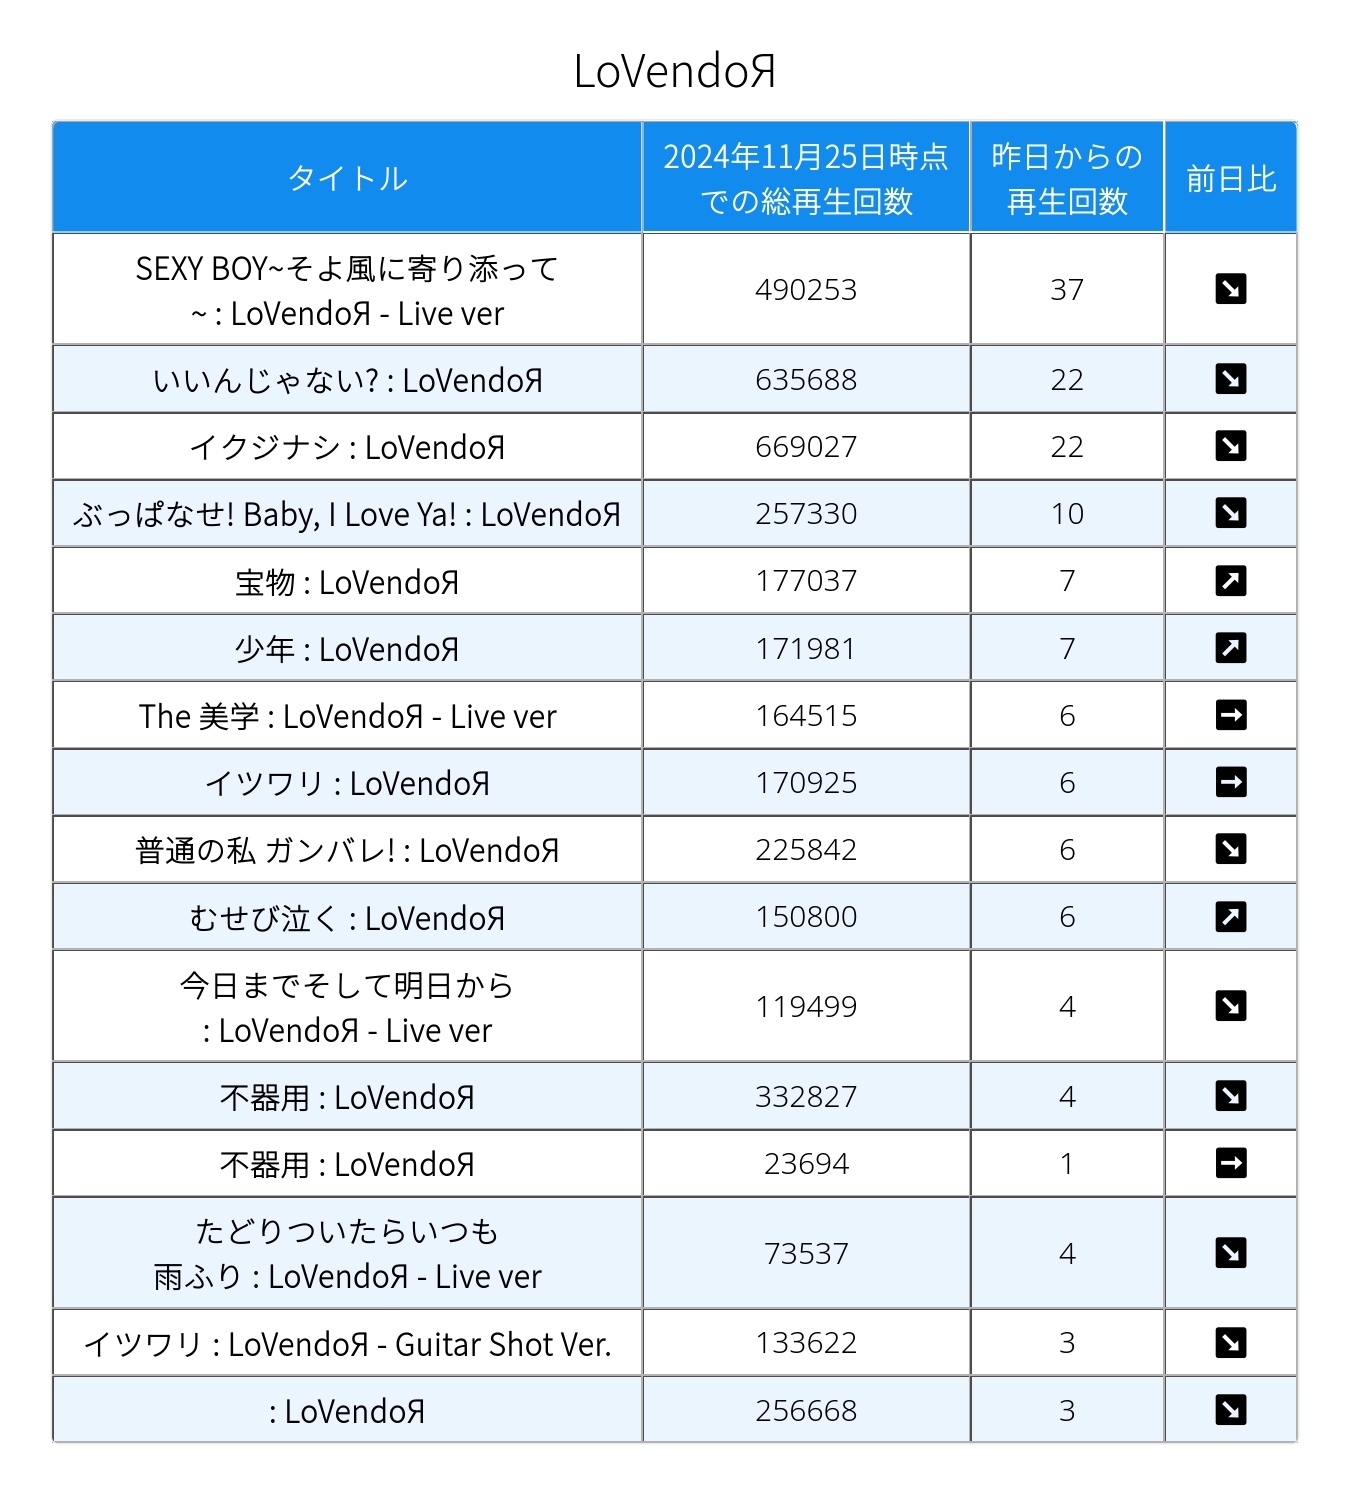 LoVendoЯ
タイトル
2024年11月25日時点
での総再生回数
昨日からの
再生回数
前日比
SEXY BOY~そよ風に寄り添って
~ : LoVendoЯ - Live ver
490253
37
いいんじゃない? : LoVendoЯ
635688
22
イクジナシ : LoVendoЯ
669027
22
ぶっぱなせ! Baby, I Love Ya! : LoVendoЯ
257330
10
宝物 : LoVendoЯ
177037
7
少年 : LoVendoЯ
171981
7
The 美学 : LoVendoЯ - Live ver
164515
6
イツワリ : LoVendoЯ
170925
6
普通の私 ガンバレ! : LoVendoЯ
225842
6
むせび泣く : LoVendoЯ
150800
6
今日までそして明日から
: LoVendoЯ - Live ver
119499
4
不器用 : LoVendoЯ
332827
4
不器用 : LoVendoЯ
23694
1
たどりついたらいつも
雨ふり : LoVendoЯ - Live ver
73537
4
イツワリ : LoVendoЯ - Guitar Shot Ver.
133622
3
: LoVendoЯ
256668
3